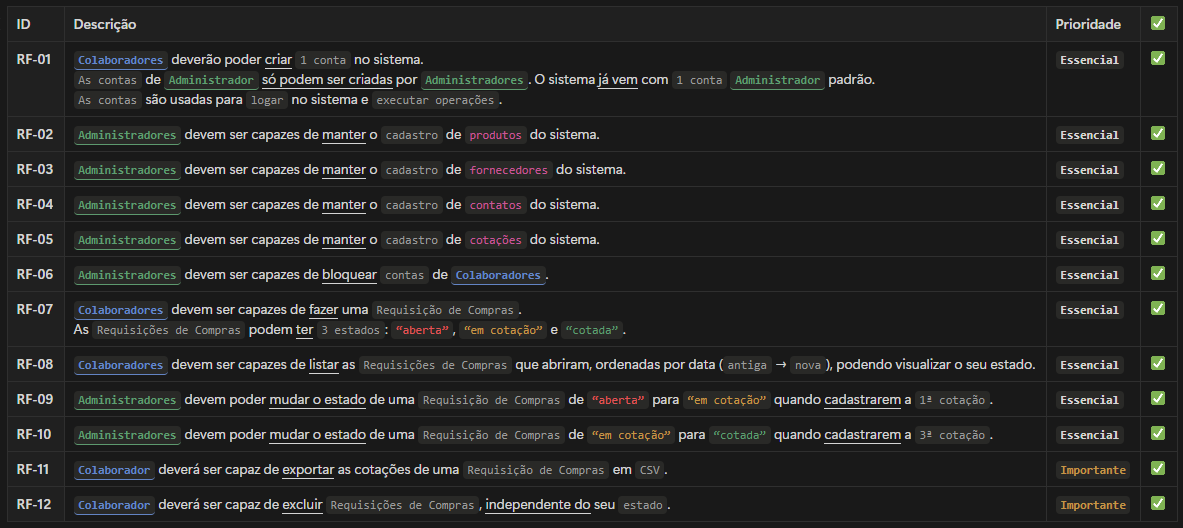 ID Descrição Prioridade ✅
RF-01 Colaboradores deverão poder criar 1 conta no sistema. Essencial ✅
As contas de Administrador só podem ser criadas por Administradores. O sistema já vem com 1 conta Administrador padrão.
As contas são usadas para logar no sistema e executar operações.
RF-02 Administradores devem ser capazes de manter o cadastro de produtos do sistema. Essencial ✅
RF-03 Administradores devem ser capazes de manter o cadastro de fornecedores do sistema. Essencial ✅
RF-04 Administradores devem ser capazes de manter o cadastro de contatos do sistema. Essencial ✅
RF-05 Administradores devem ser capazes de manter o cadastro de cotações do sistema. Essencial ✅
RF-06 Administradores devem ser capazes de bloquear contas de Colaboradores. Essencial ✅
RF-07 Colaboradores devem ser capazes de fazer uma Requisição de Compras. Essencial ✅
As Requisições de Compras podem ter 3 estados: “aberta”, “em cotação” e “cotada”.
RF-08 Colaboradores devem ser capazes de listar as Requisições de Compras que abriram, ordenadas por data (antiga → nova), podendo visualizar o seu estado. Essencial ✅
RF-09 Administradores devem poder mudar o estado de uma Requisição de Compras de “aberta” para “em cotação” quando cadastrarem a 1ª cotação. Essencial ✅
RF-10 Administradores devem poder mudar o estado de uma Requisição de Compras de “em cotação” para “cotada” quando cadastrarem a 3ª cotação. Essencial ✅
RF-11 Colaborador deverá ser capaz de exportar as cotações de uma Requisição de Compras em CSV. Importante ✅
RF-12 Colaborador deverá ser capaz de excluir Requisições de Compras, independente do seu estado. Importante ✅